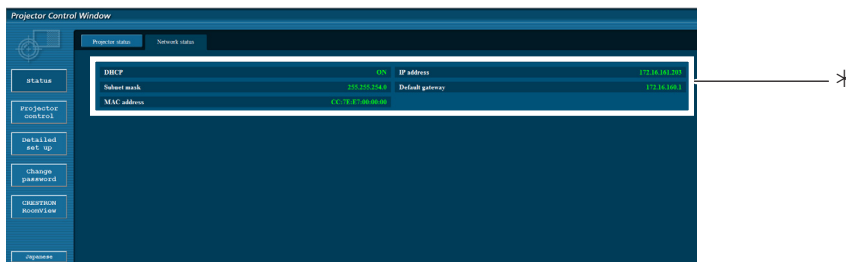 Projector Control Window
Projector status Network status
Status
Projector control
Detailed set up
Change password
CRESTRON RoomView
Japanese
DHCP ON IP address 172.16.161.203
Subnet mask 255.255.254.0 Default gateway 172.16.160.1
MAC address CC:7E:E7:00:00:00